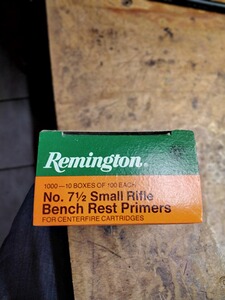 Remington®
1000—10 BOXES OF 100 EACH
No. 7½ Small Rifle
Bench Rest Primers
FOR CENTERFIRE CARTRIDGES